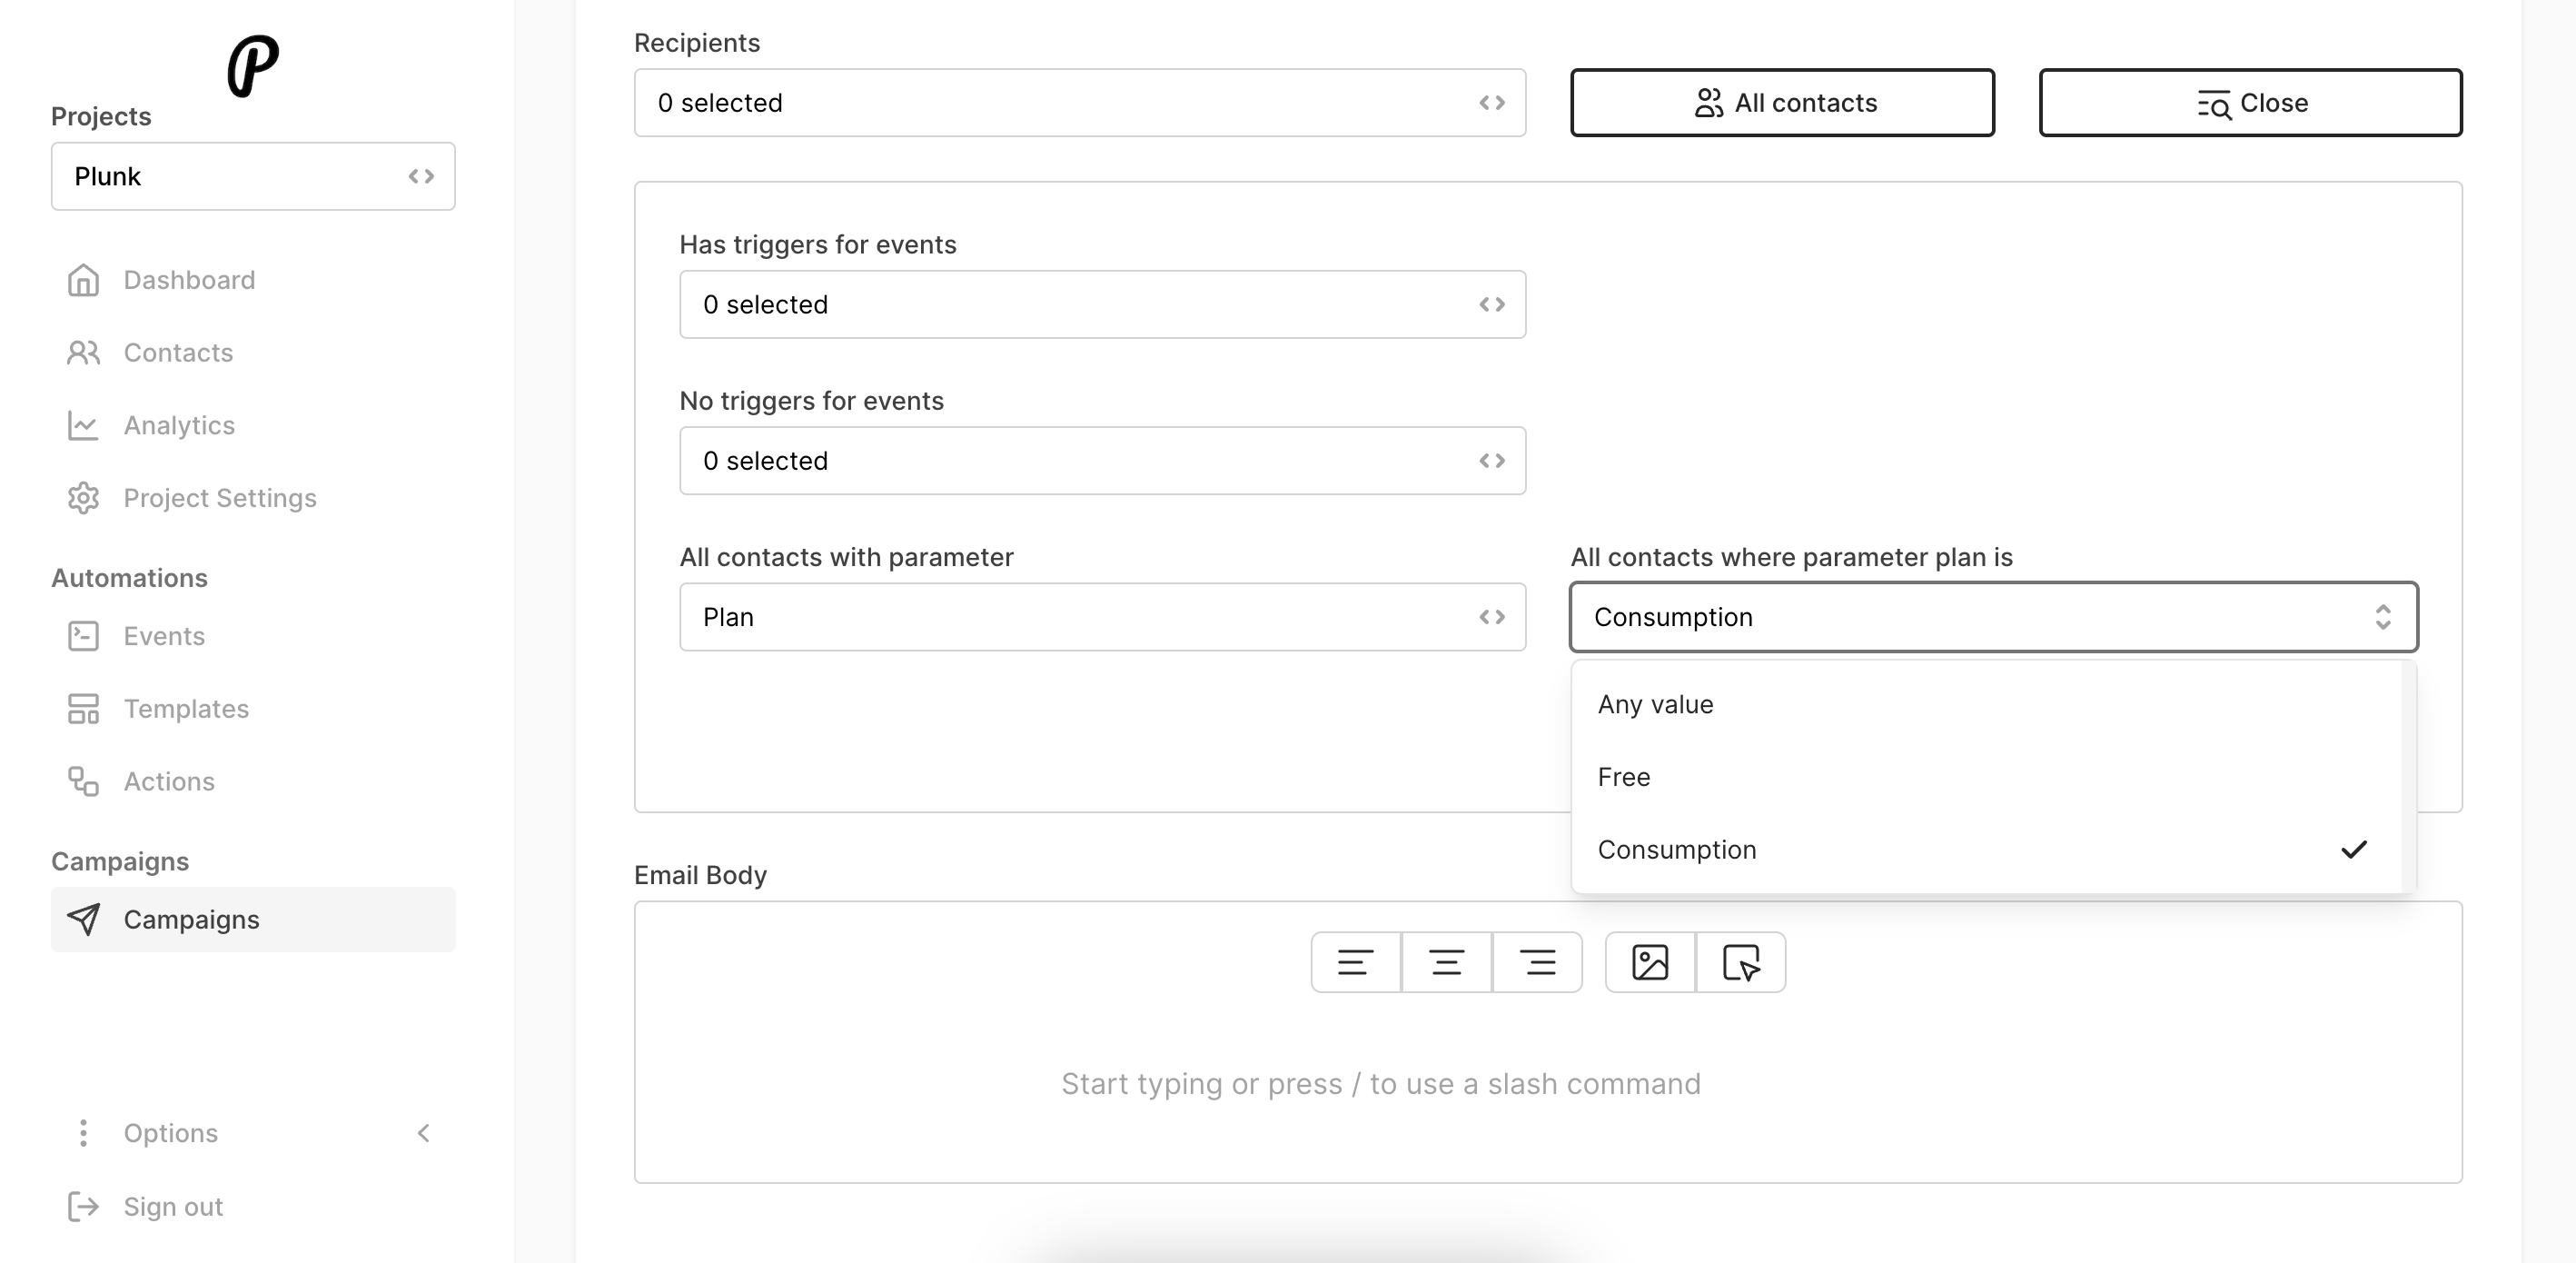 P
Projects
Plunk
Dashboard
Contacts
Analytics
Project Settings
Automations
Events
Templates
Actions
Campaigns
Campaigns
Options
Sign out
Recipients
0 selected
All contacts
Close
Has triggers for events
0 selected
No triggers for events
0 selected
All contacts with parameter
Plan
All contacts where parameter plan is
Consumption
Any value
Free
Consumption
Email Body
Start typing or press / to use a slash command